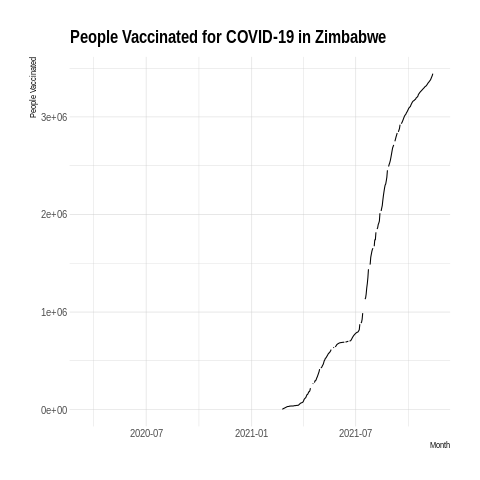 People Vaccinated for COVID-19 in Zimbabwe
People Vaccinated
3e+06
2e+06
1e+06
0e+00
2020-07
2021-01
2021-07
Month